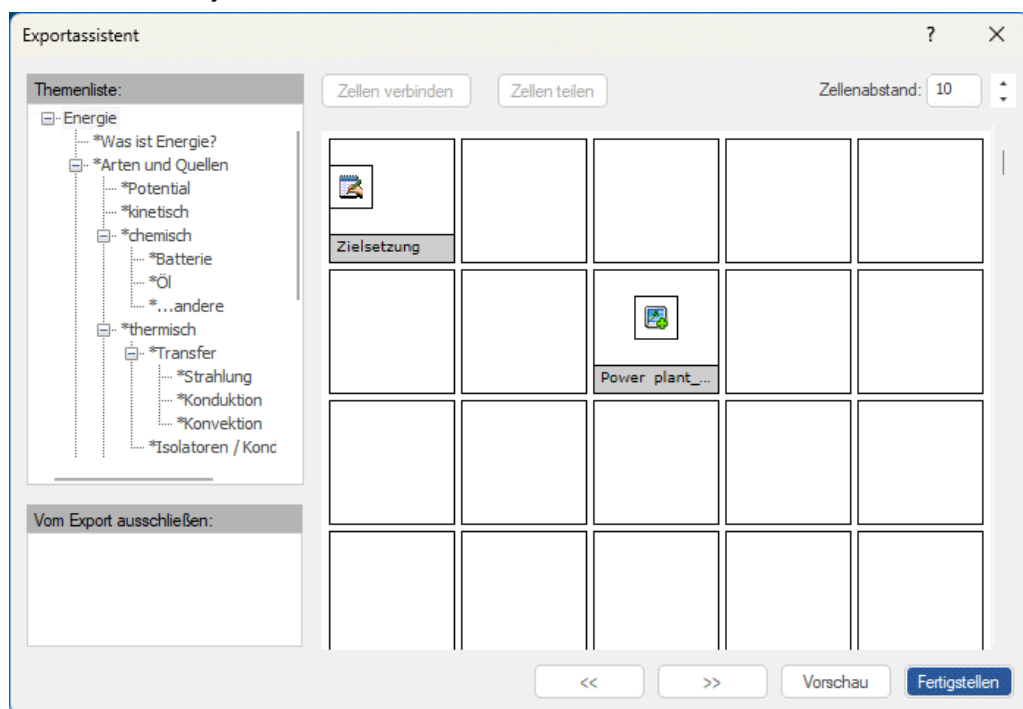 Exportassistent
?
Themenliste:
Zellen verbinden
Zellen teilen
Zellenabstand: 10
Energie
*Was ist Energie?
*Arten und Quellen
*Potential
*kinetisch
*chemisch
*Batterie
*Öl
*...andere
*thermisch
*Transfer
*Strahlung
*Konduktion
*Konvektion
*Isolatoren / Konc
Zielsetzung
Power plant_...
Vom Export ausschließen:
<<
>>
Vorschau
Fertigstellen